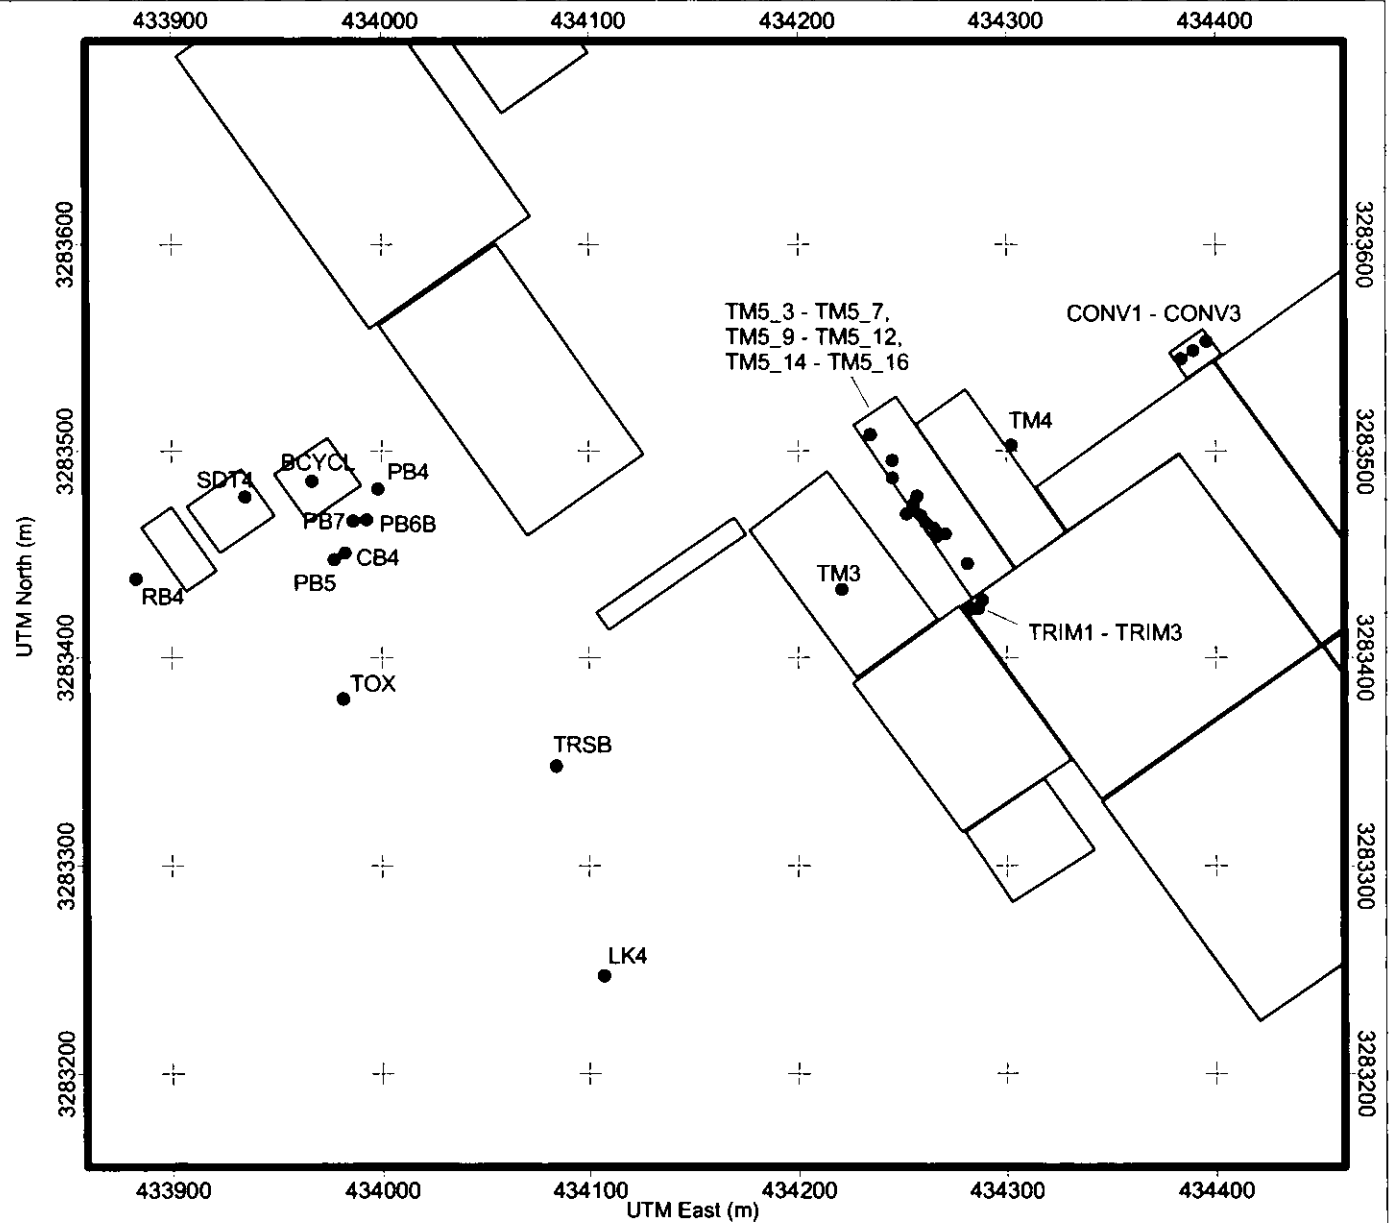 433900 434000 434100 434200 434300 434400
3283600
3283600
TM5_3 - TM5_7,
TM5_9 - TM5_12,
TM5_14 - TM5_16
CONV1 - CONV3
TM4
3283500
3283500
BCYCL
SDT4
PB4
PB7
PB6B
CB4
PB5
RB4
TM3
TRIM1 - TRIM3
UTM North (m)
3283400
3283400
TOX
TRSB
3283300
3283300
LK4
3283200
3283200
433900 434000 434100 434200 434300 434400
UTM East (m)